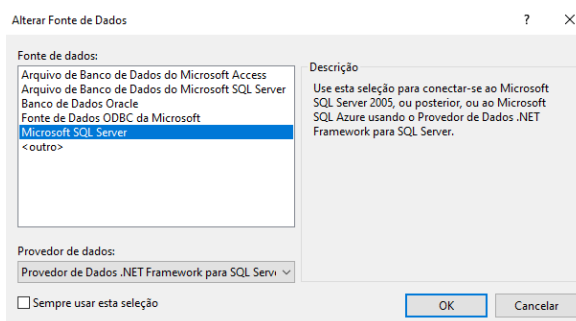 Alterar Fonte de Dados
? ×
Fonte de dados:
Arquivo de Banco de Dados do Microsoft Access
Arquivo de Banco de Dados do Microsoft SQL Server
Banco de Dados Oracle
Fonte de Dados ODBC da Microsoft
Microsoft SQL Server
<outro>
Descrição
Use esta seleção para conectar-se ao Microsoft
SQL Server 2005, ou posterior, ou ao Microsoft
SQL Azure usando o Provedor de Dados .NET
Framework para SQL Server.
Provedor de dados:
Provedor de Dados .NET Framework para SQL Serv
Sempre usar esta seleção
OK
Cancelar